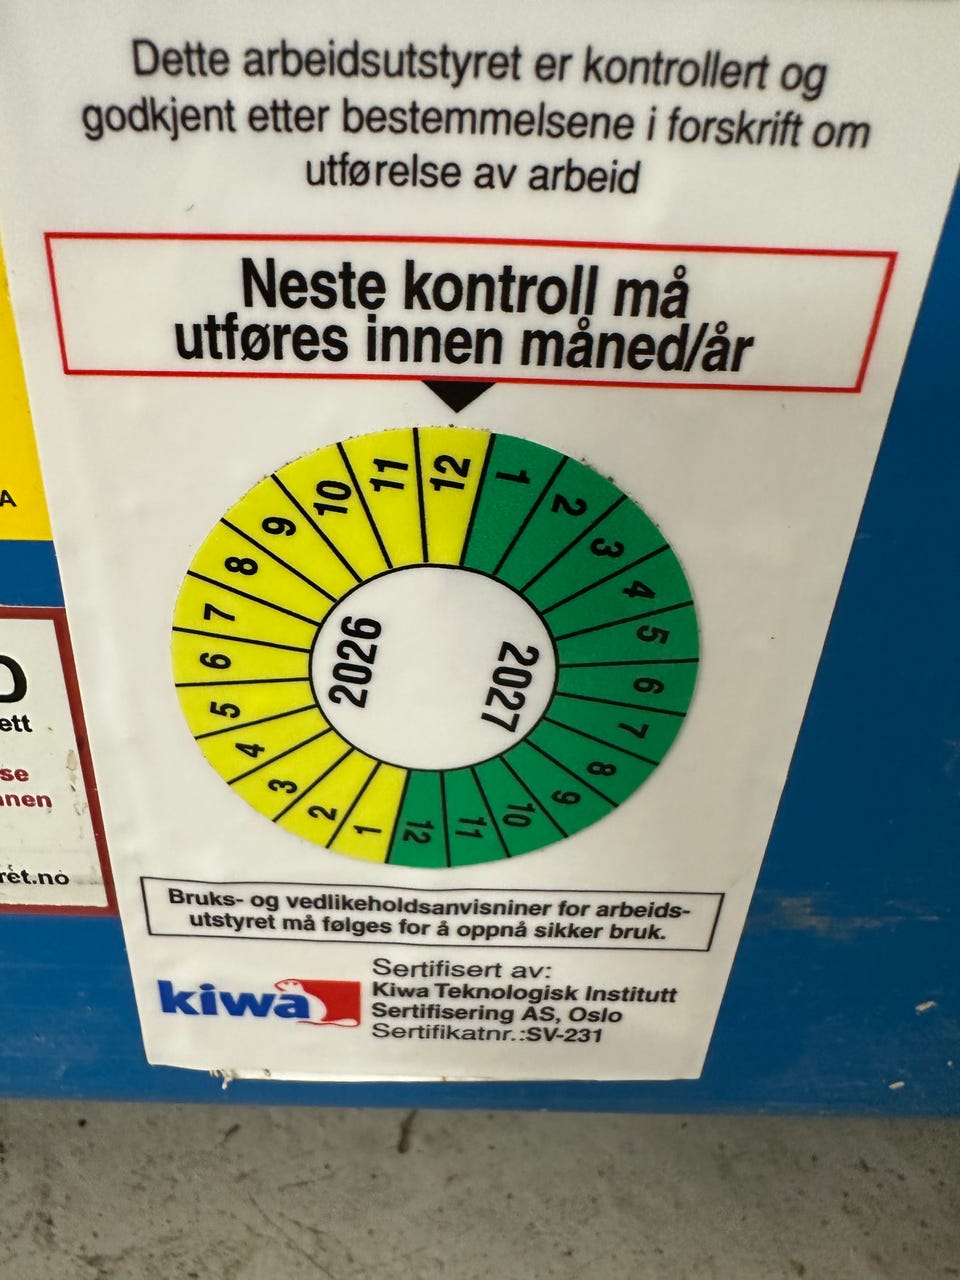 Dette arbeidsutstyret er kontrollert og
godkjent etter bestemmelsene i forskrift om
utførelse av arbeid
Neste kontroll må
utføres innen måned/år
1 2 3 4 5 6 7 8 9 10 11 12
2026
1 2 3 4 5 6 7 8 9 10 11 12
2027
A
D
ett
se
nnen
ret.no
Bruks- og vedlikeholdsanvisniner for arbeids-
utstyret må følges for å oppnå sikker bruk.
kiwa
Sertifisert av:
Kiwa Teknologisk Institutt
Sertifisering AS, Oslo
Sertifikatnr.:SV-231